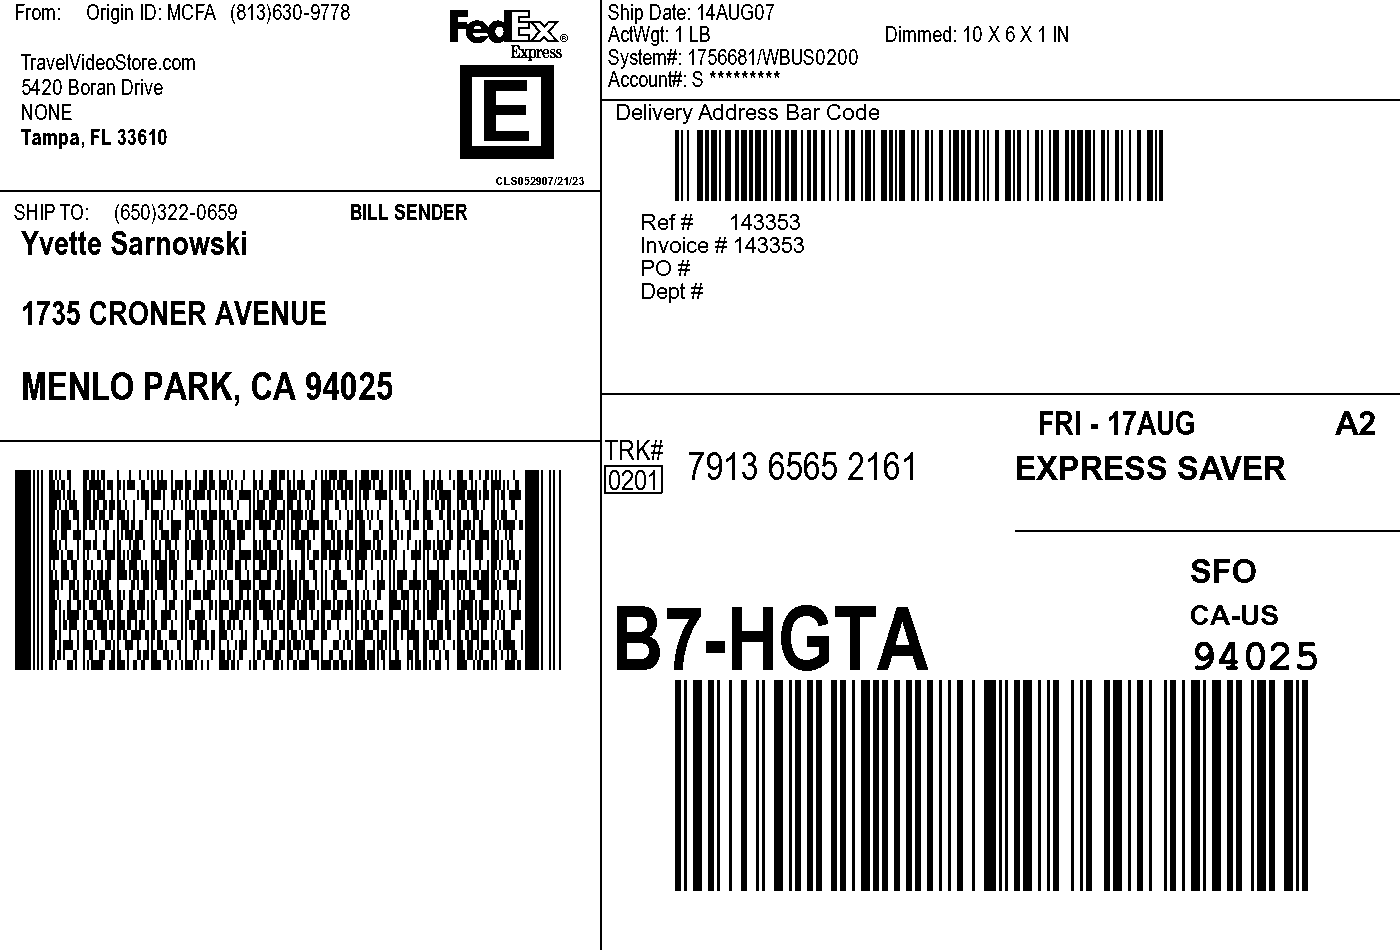 From: Origin ID: MCFA (813)630-9778
TravelVideoStore.com
5420 Boran Drive
NONE
Tampa, FL 33610
FedEx®
Express
E
CLS052907/21/23
SHIP TO: (650)322-0659 BILL SENDER
Yvette Sarnowski
1735 CRONER AVENUE
MENLO PARK, CA 94025
Ship Date: 14AUG07
ActWgt: 1 LB Dimmed: 10 X 6 X 1 IN
System#: 1756681/WBUS0200
Account#: S *********
Delivery Address Bar Code
Ref # 143353
Invoice # 143353
PO #
Dept #
FRI - 17AUG A2
TRK#
0201 7913 6565 2161 EXPRESS SAVER
SFO
CA-US
B7-HGTA 94025